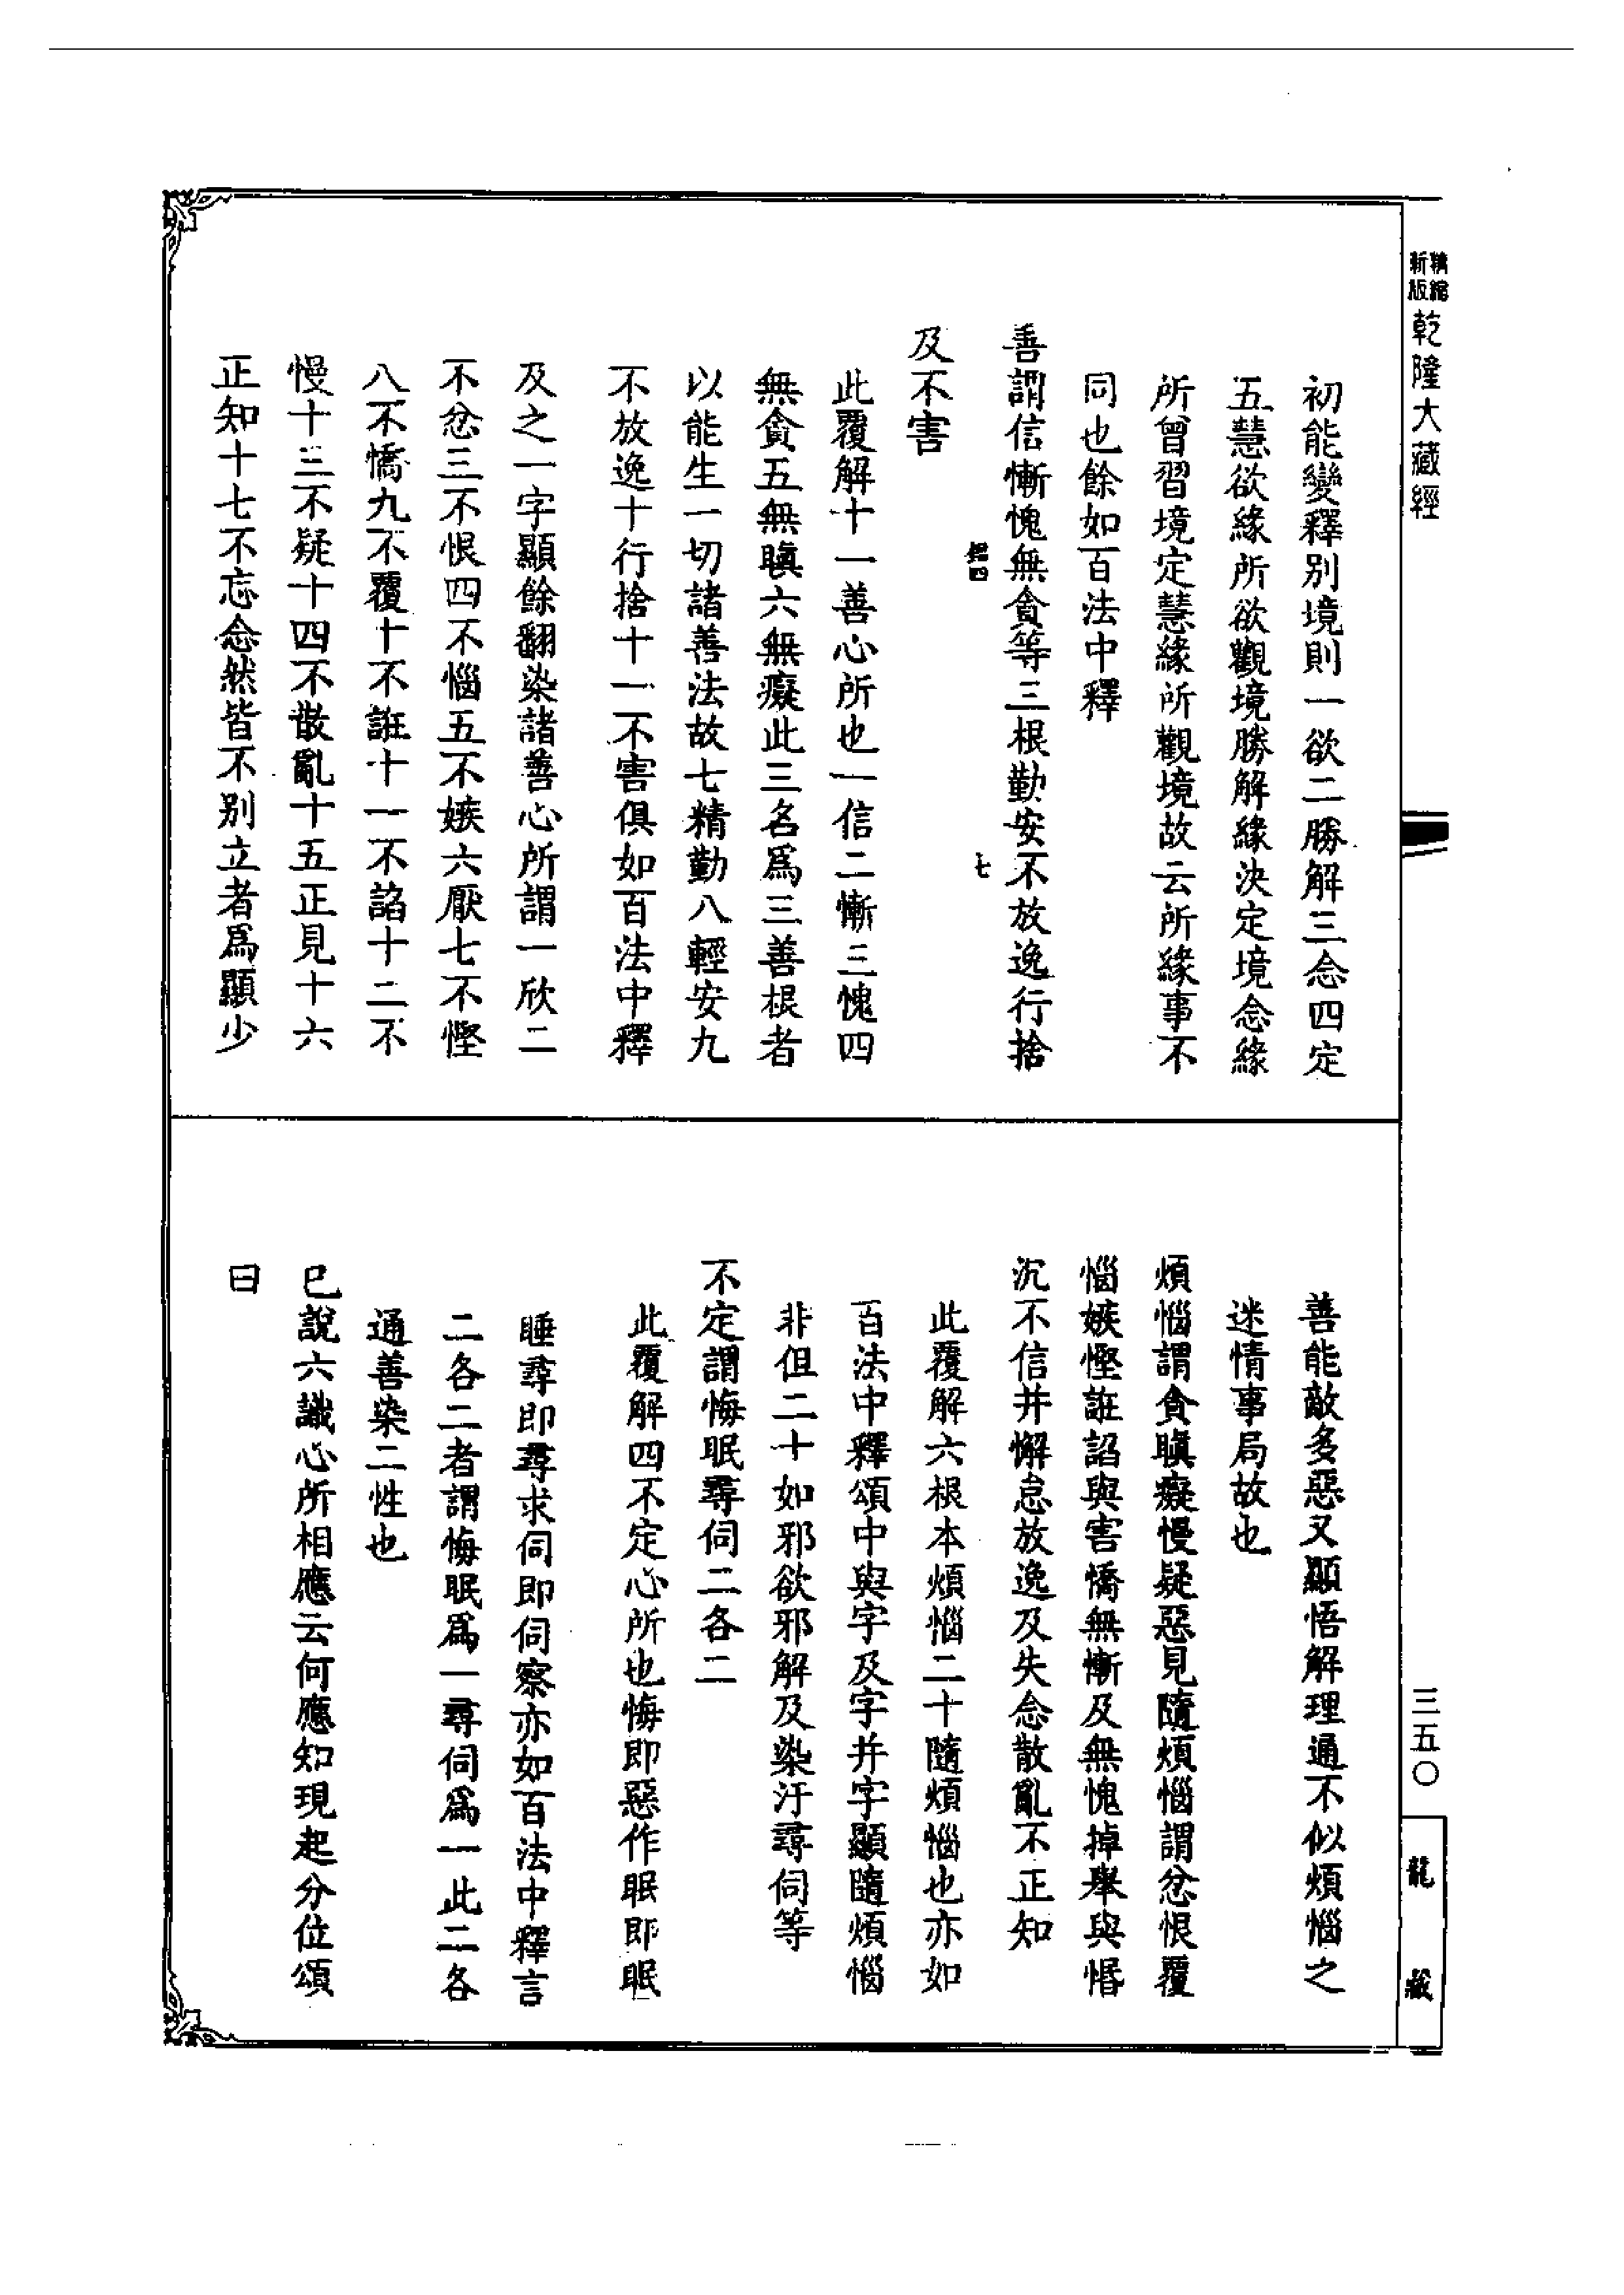 精縮
新版
乾隆大藏經
初能變釋別境則一欲二勝解三念四定
五慧欲緣所欲觀境勝解緣決定境念緣
所曾習境定慧緣所觀境故云所緣事不
同也餘如百法中釋
善謂信慚愧無貪等三根勤安不放逸行捨
七
及不害
此覆解十一善心所也一信二慚三愧四
無貪五無瞋六無癡此三名爲三善根者
以能生一切諸善法故七精勤八輕安九
不放逸十行捨十一不害俱如百法中釋
及之一字顯餘翻染諸善心所謂一欣二
不忿三不恨四不惱五不嫉六厭七不慳
八不憍九不覆十不誑十一不諂十二不
慢十三不疑十四不散亂十五正見十六
正知十七不忘念然皆不別立者爲顯少
善能敵多惡又顯悟解理通不似煩惱之
迷情事局故也
煩惱謂貪瞋癡慢疑惡見隨煩惱謂忿恨覆
惱嫉慳誑諂與害憍無慚及無愧掉舉與惛
沉不信并懈怠放逸及失念散亂不正知
此覆解六根本煩惱二十隨煩惱也亦如
百法中釋頌中與字及字并字顯隨煩惱
非但二十如邪欲邪解及染汙尋伺等
不定謂悔眠尋伺二各二
此覆解四不定心所也悔即惡作眠即眠
睡尋即尋求伺即伺察亦如百法中釋言
二各二者謂悔眠爲一尋伺爲一此二各
通善染二性也
已說六識心所相應云何應知現起分位頌
曰
三五〇
龍藏